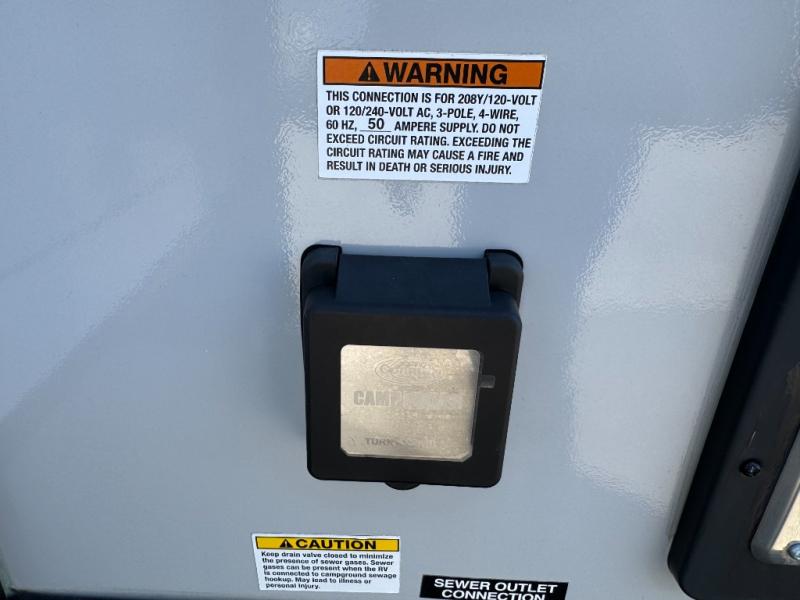 WARNING
THIS CONNECTION IS FOR 208Y/120-VOLT
OR 120/240-VOLT AC, 3-POLE, 4-WIRE,
60 HZ, 50 AMPERE SUPPLY. DO NOT
EXCEED CIRCUIT RATING. EXCEEDING THE
CIRCUIT RATING MAY CAUSE A FIRE AND
RESULT IN DEATH OR SERIOUS INJURY.
CAUTION
Keep drain valve closed to minimize
the presence of sewer gases. Sewer
gases can be present when the RV
is connected to campground sewage
hookup. May lead to illness or
personal injury.
SEWER OUTLET
CONNECTION